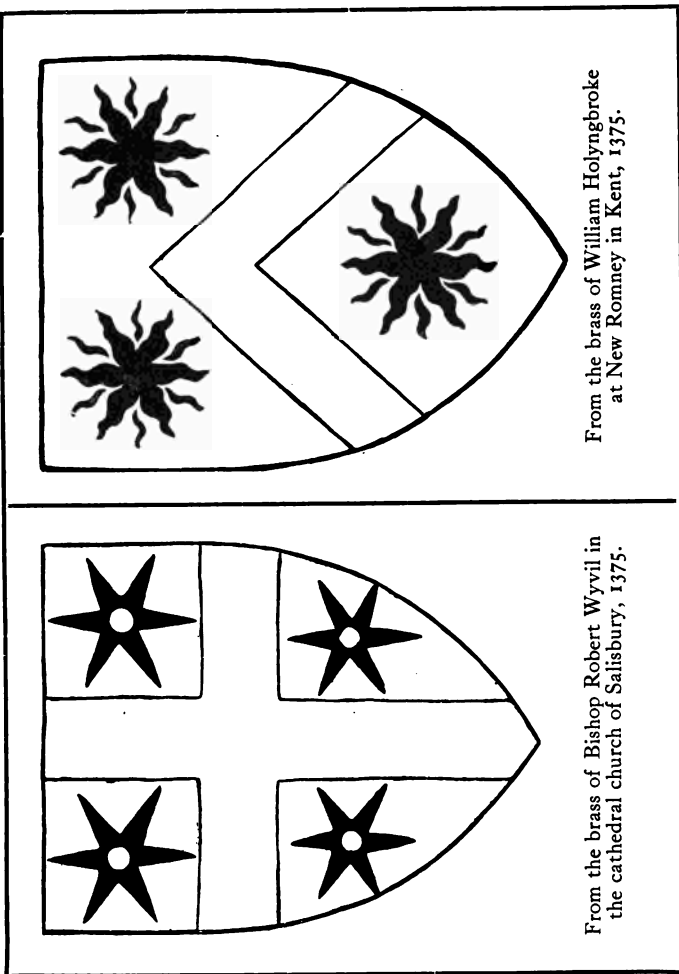 From the brass of Bishop Robert Wyvil in
the cathedral church of Salisbury, 1375.
From the brass of William Holyngbroke
at New Romney in Kent, 1375.